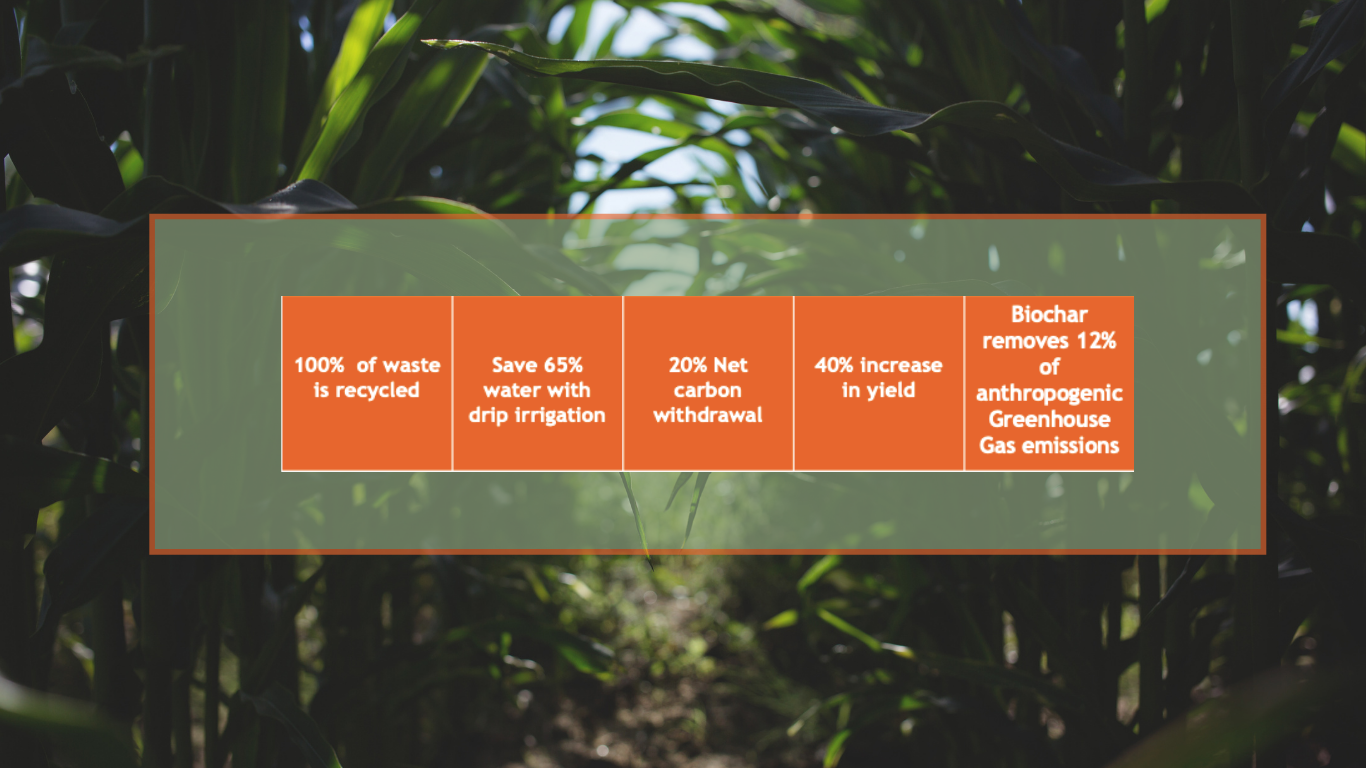 100%  of waste
is recycled
Save 65%
water with
drip irrigation
20% Net
carbon
withdrawal
40% increase
in yield
Biochar
removes 12%
of
anthropogenic
Greenhouse
Gas emissions